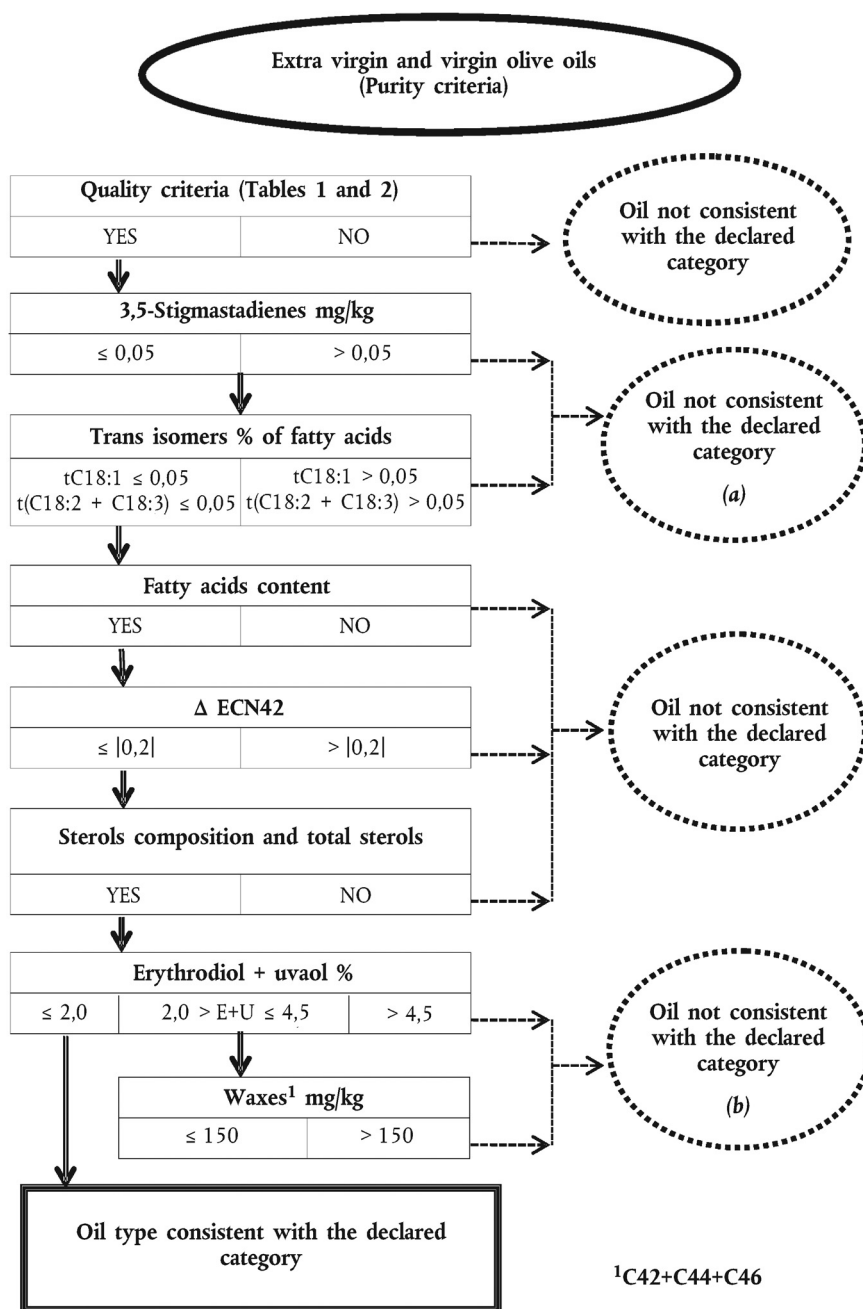 Extra virgin and virgin olive oils
(Purity criteria)
Quality criteria (Tables 1 and 2)
YES NO
Oil not consistent
with the declared
category
3,5-Stigmastadienes mg/kg
≤ 0,05 > 0,05
Trans isomers % of fatty acids
tC18:1 ≤ 0,05 tC18:1 > 0,05
t(C18:2 + C18:3) ≤ 0,05 t(C18:2 + C18:3) > 0,05
Oil not consistent
with the declared
category
(a)
Fatty acids content
YES NO
Δ ECN42
≤ |0,2| > |0,2|
Sterols composition and total sterols
YES NO
Oil not consistent
with the declared
category
Erythrodiol + uvaol %
≤ 2,0 2,0 > E+U ≤ 4,5 > 4,5
Waxes¹ mg/kg
≤ 150 > 150
Oil not consistent
with the declared
category
(b)
Oil type consistent with the declared
category
¹C42+C44+C46